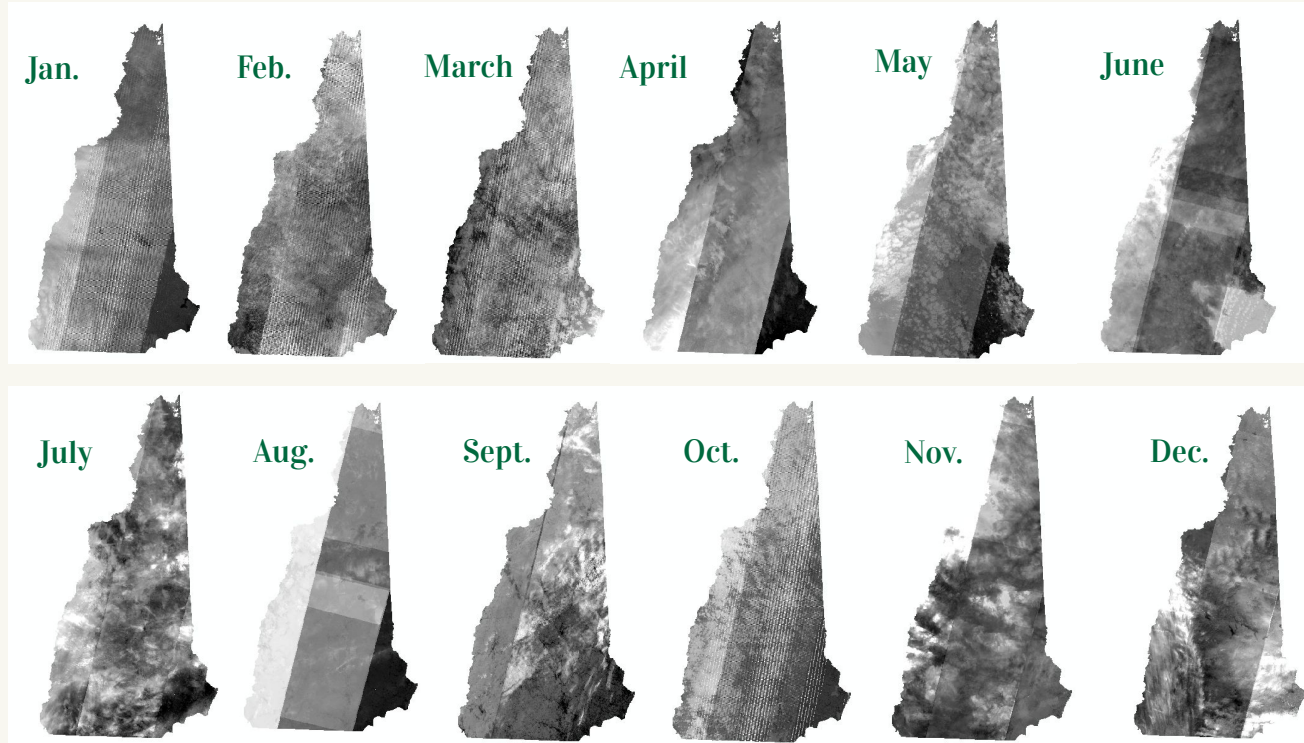 Jan.
Feb.
March
April
May
June
July
Aug.
Sept.
Oct.
Nov.
Dec.